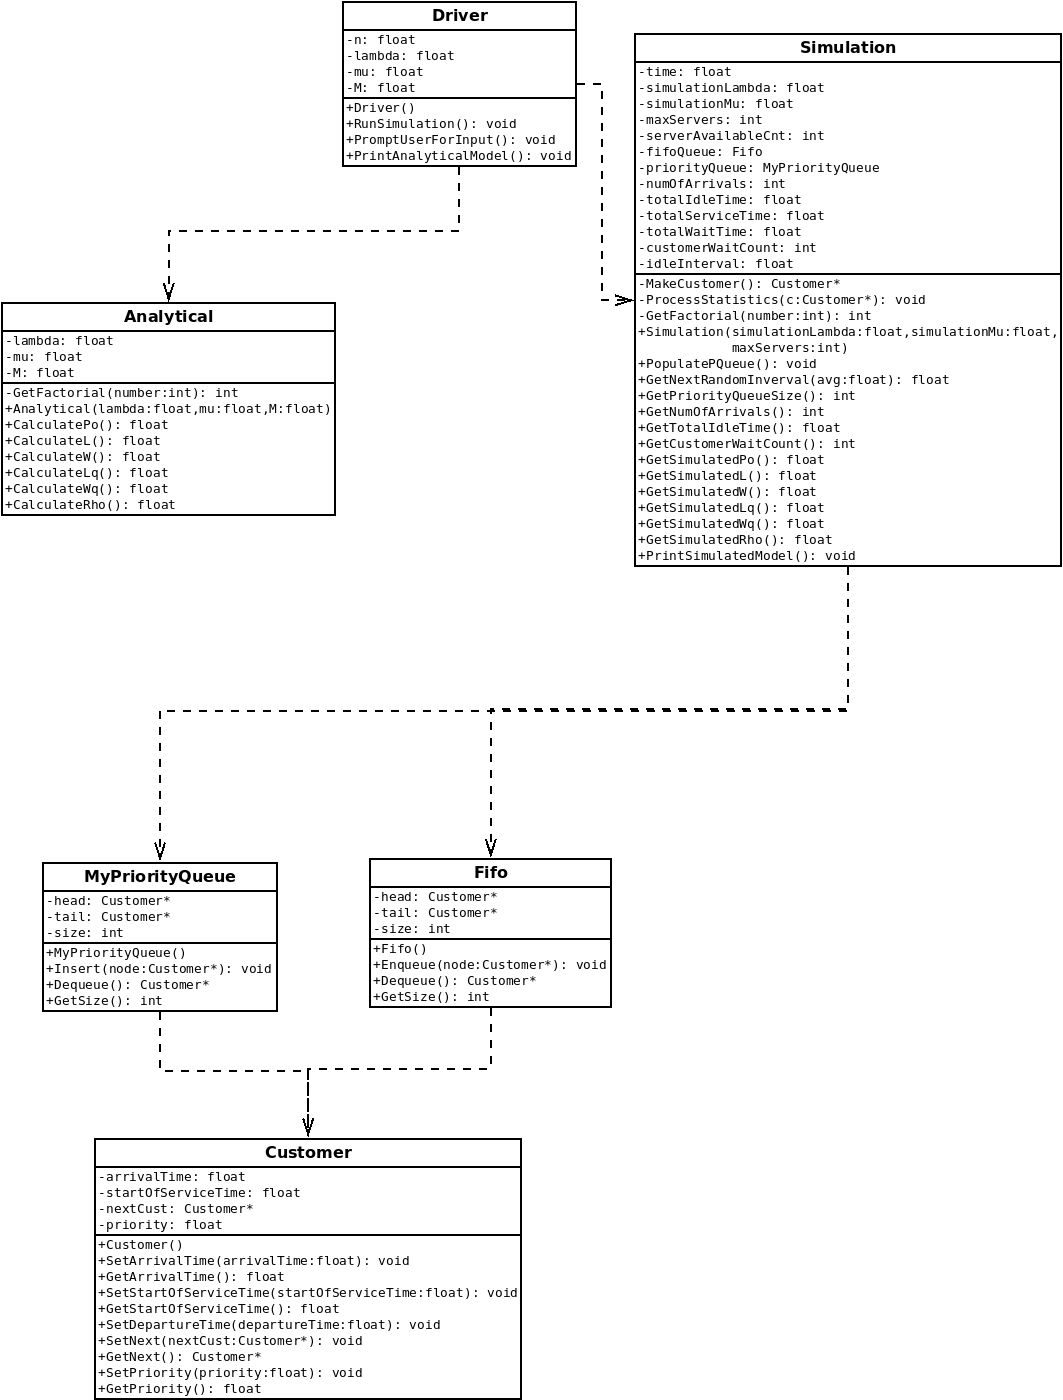 Driver
-n: float
-lambda: float
-mu: float
-M: float
+Driver()
+RunSimulation(): void
+PromptUserForInput(): void
+PrintAnalyticalModel(): void
Simulation
-time: float
-simulationLambda: float
-simulationMu: float
-maxServers: int
-serverAvailableCnt: int
-fifoQueue: Fifo
-priorityQueue: MyPriorityQueue
-numOfArrivals: int
-totalIdleTime: float
-totalServiceTime: float
-totalWaitTime: float
-customerWaitCount: int
-idleInterval: float
-MakeCustomer(): Customer*
-ProcessStatistics(c:Customer*): void
-GetFactorial(number:int): int
+Simulation(simulationLambda:float,simulationMu:float,
maxServers:int)
+PopulatePQueue(): void
+GetNextRandomInverval(avg:float): float
+GetPriorityQueueSize(): int
+GetNumOfArrivals(): int
+GetTotalIdleTime(): float
+GetCustomerWaitCount(): int
+GetSimulatedPo(): float
+GetSimulatedL(): float
+GetSimulatedW(): float
+GetSimulatedLq(): float
+GetSimulatedWq(): float
+GetSimulatedRho(): float
+PrintSimulatedModel(): void
Analytical
-lambda: float
-mu: float
-M: float
-GetFactorial(number:int): int
+Analytical(lambda:float,mu:float,M:float)
+CalculatePo(): float
+CalculateL(): float
+CalculateW(): float
+CalculateLq(): float
+CalculateWq(): float
+CalculateRho(): float
MyPriorityQueue
-head: Customer*
-tail: Customer*
-size: int
+MyPriorityQueue()
+Insert(node:Customer*): void
+Dequeue(): Customer*
+GetSize(): int
Fifo
-head: Customer*
-tail: Customer*
-size: int
+Fifo()
+Enqueue(node:Customer*): void
+Dequeue(): Customer*
+GetSize(): int
Customer
-arrivalTime: float
-startOfServiceTime: float
-nextCust: Customer*
-priority: float
+Customer()
+SetArrivalTime(arrivalTime:float): void
+GetArrivalTime(): float
+SetStartOfServiceTime(startOfServiceTime:float): void
+GetStartOfServiceTime(): float
+SetDepartureTime(departureTime:float): void
+SetNext(nextCust:Customer*): void
+GetNext(): Customer*
+SetPriority(priority:float): void
+GetPriority(): float